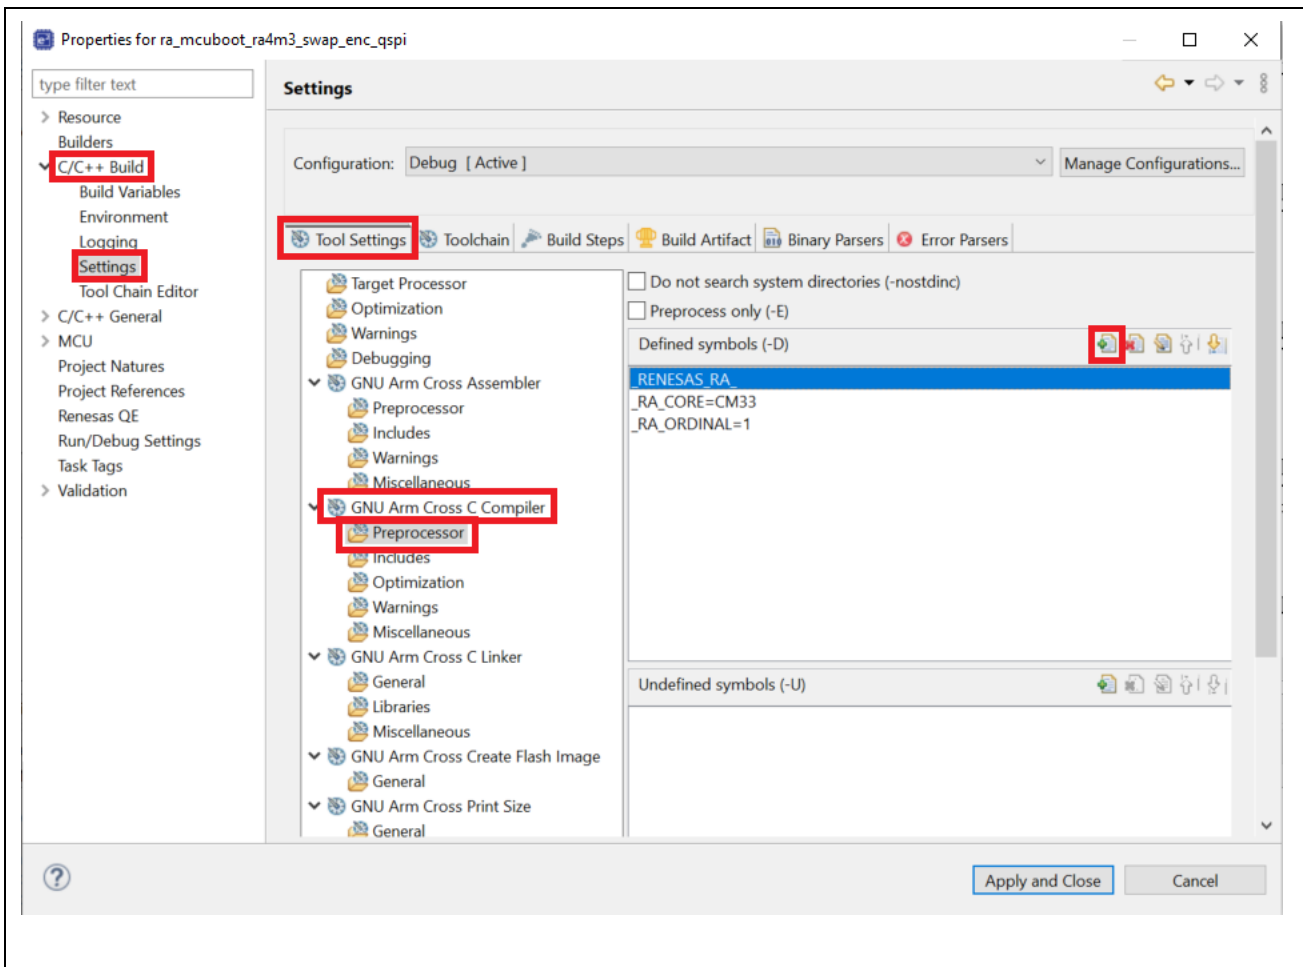 Properties for ra_mcuboot_ra4m3_swap_enc_qspi
type filter text
Settings
Resource
Builders
C/C++ Build
Build Variables
Environment
Logging
Settings
Tool Chain Editor
C/C++ General
MCU
Project Natures
Project References
Renesas QE
Run/Debug Settings
Task Tags
Validation
Configuration:
Debug [ Active ]
Manage Configurations...
Tool Settings
Toolchain
Build Steps
Build Artifact
Binary Parsers
Error Parsers
Target Processor
Optimization
Warnings
Debugging
GNU Arm Cross Assembler
Preprocessor
Includes
Warnings
Miscellaneous
GNU Arm Cross C Compiler
Preprocessor
Includes
Optimization
Warnings
Miscellaneous
GNU Arm Cross C Linker
General
Libraries
Miscellaneous
GNU Arm Cross Create Flash Image
General
GNU Arm Cross Print Size
General
Do not search system directories (-nostdinc)
Preprocess only (-E)
Defined symbols (-D)
_RENESAS_RA_
_RA_CORE=CM33
_RA_ORDINAL=1
Undefined symbols (-U)
Apply and Close
Cancel